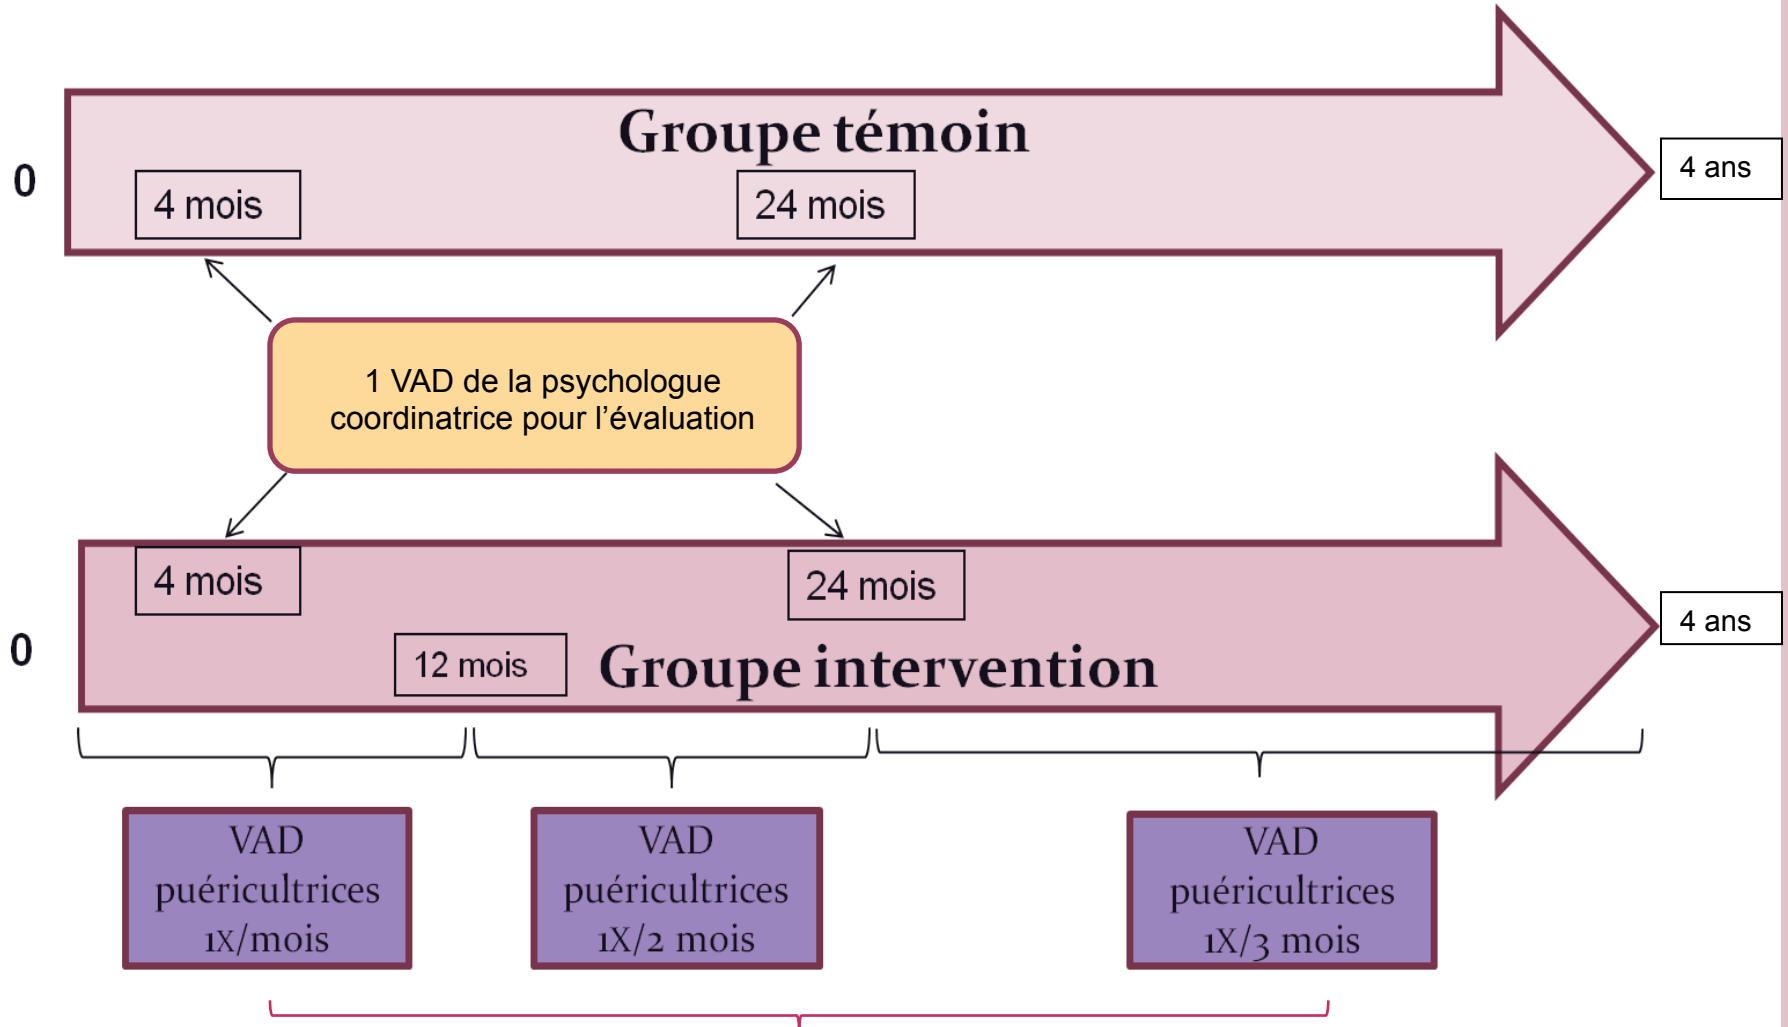 Groupe témoin
0
4 mois
24 mois
4 ans
1 VAD de la psychologue
coordinatrice pour l’évaluation
4 mois
24 mois
4 ans
0
12 mois
Groupe intervention
VAD
puéricultrices
1X/mois
VAD
puéricultrices
1X/2 mois
VAD
puéricultrices
1X/3 mois